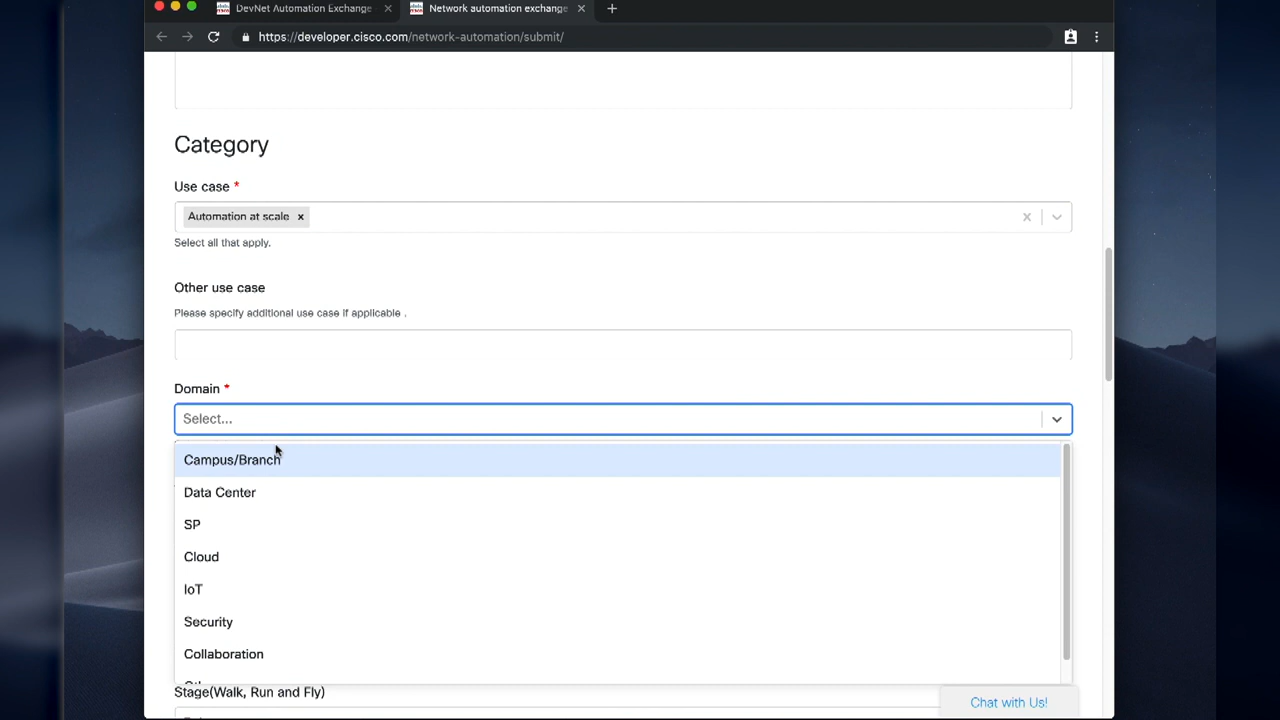 DevNet Automation Exchange
Network automation exchange
https://developer.cisco.com/network-automation/submit/
Category
Use case *
Automation at scale
Select all that apply.
Other use case
Please specify additional use case if applicable .
Domain *
Select...
Campus/Branch
Data Center
SP
Cloud
IoT
Security
Collaboration
Stage(Walk, Run and Fly)
Chat with Us!